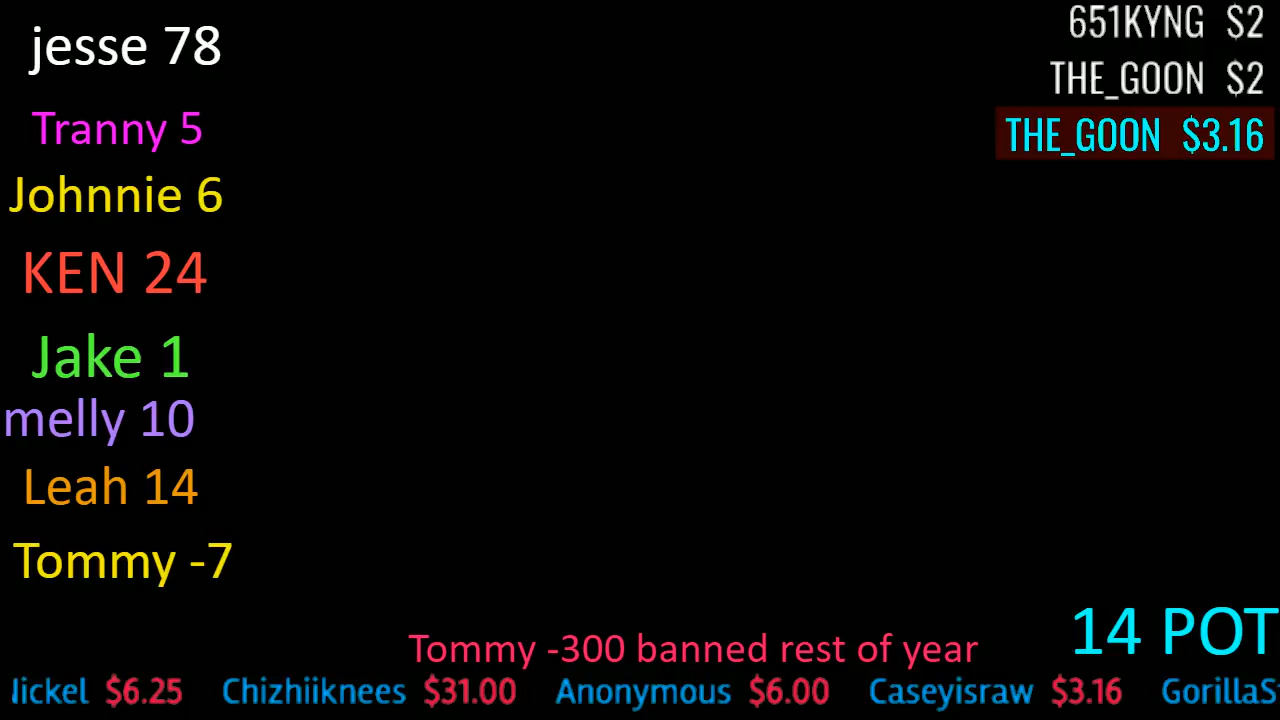 jesse 78
Tranny 5
Johnnie 6
KEN 24
Jake 1
melly 10
Leah 14
Tommy -7
651KYNG $2
THE_GOON $2
THE_GOON $3.16
14 POT
Tommy -300 banned rest of year
$6.25 Chizhiiknees $31.00 Anonymous $6.00 Caseyisraw $3.16